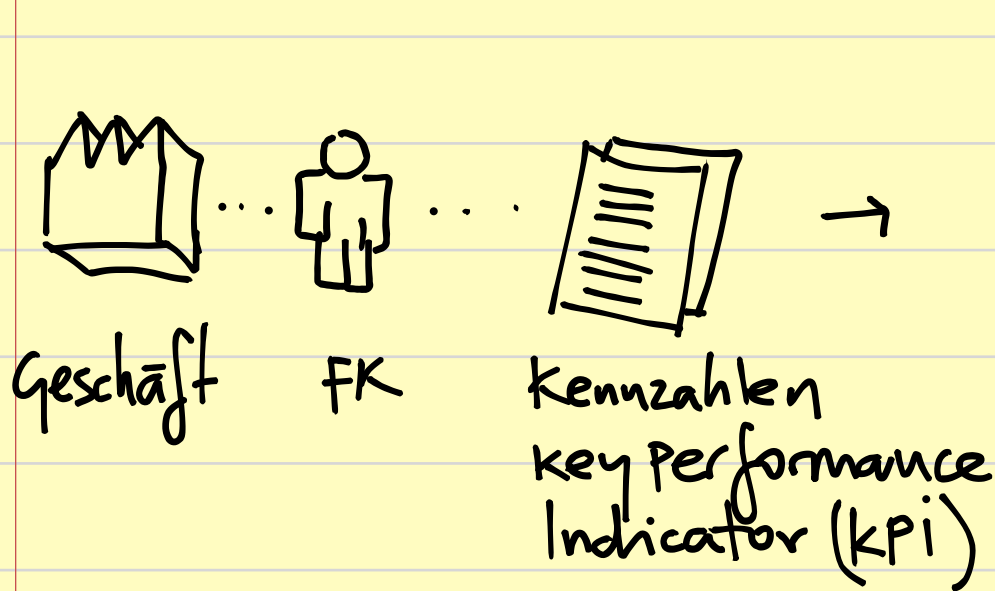 Geschäft
FK
Kennzahlen
key Performance
Indicator (KPi)